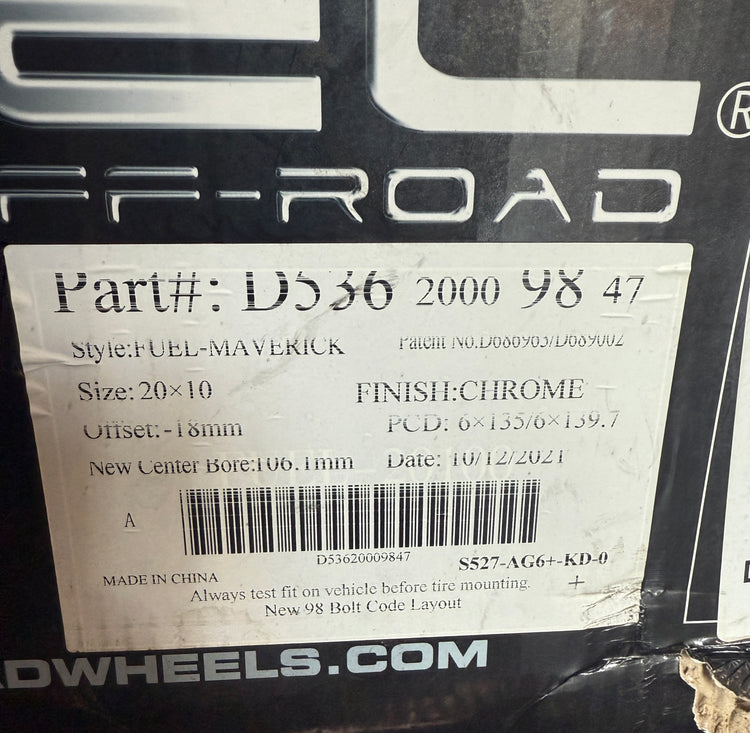 EL ®
FF-ROAD
Part#: D536 2000 98 47
Style:FUEL-MAVERICK Patent NO.D680963/D689002
Size: 20×10 FINISH:CHROME
Offset:-18mm PCD: 6×135/6×139.7
New Center Bore:106.1mm Date: 10/12/2021
A
D53620009847
S527-AG6+-KD-0
MADE IN CHINA +
Always test fit on vehicle before tire mounting.
New 98 Bolt Code Layout
ADWHEELS.COM